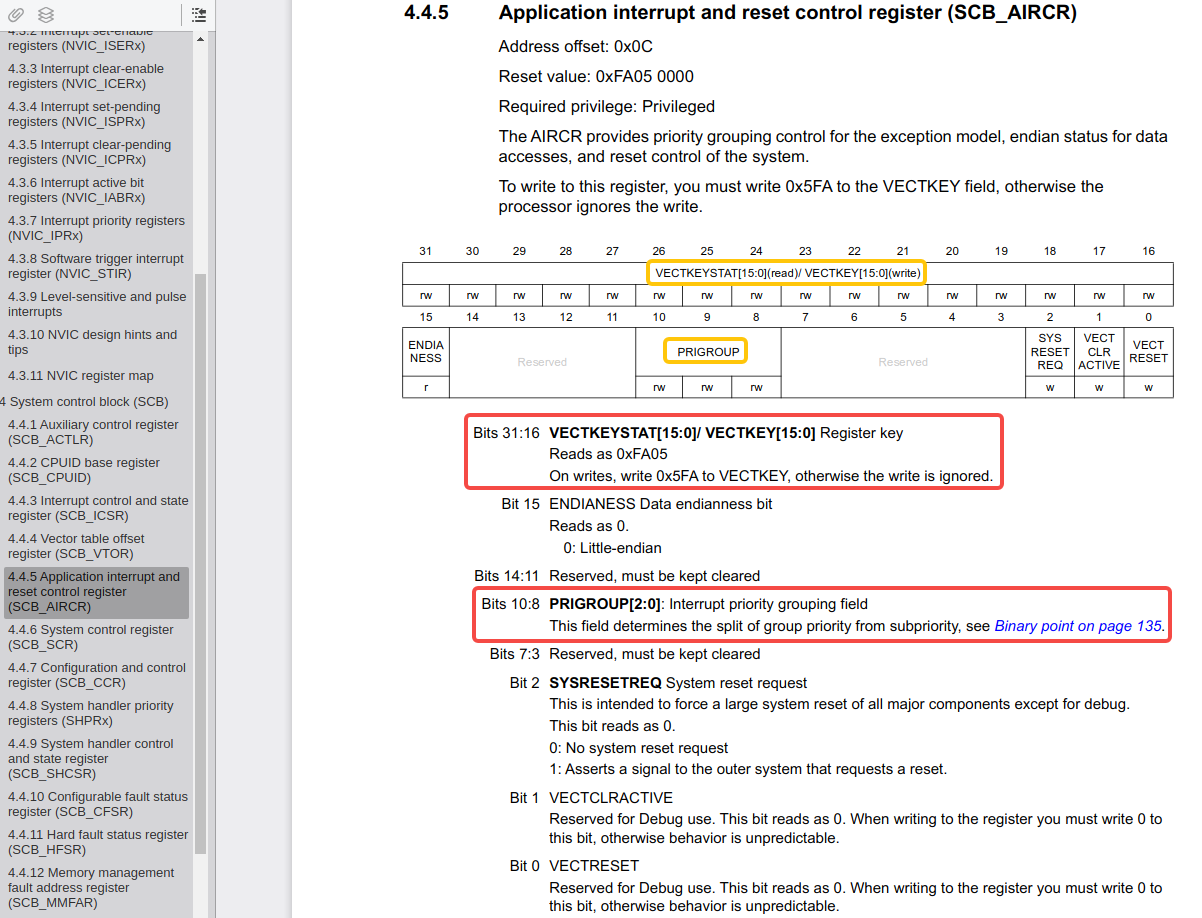 4.3.2 Interrupt set-enable
registers (NVIC_ISERx)
4.3.3 Interrupt clear-enable
registers (NVIC_ICERx)
4.3.4 Interrupt set-pending
registers (NVIC_ISPRx)
4.3.5 Interrupt clear-pending
registers (NVIC_ICPRx)
4.3.6 Interrupt active bit
registers (NVIC_IABRx)
4.3.7 Interrupt priority registers
(NVIC_IPRx)
4.3.8 Software trigger interrupt
register (NVIC_STIR)
4.3.9 Level-sensitive and pulse
interrupts
4.3.10 NVIC design hints and
tips
4.3.11 NVIC register map
4 System control block (SCB)
4.4.1 Auxiliary control register
(SCB_ACTLR)
4.4.2 CPUID base register
(SCB_CPUID)
4.4.3 Interrupt control and state
register (SCB_ICSR)
4.4.4 Vector table offset
register (SCB_VTOR)
4.4.5 Application interrupt and
reset control register
(SCB_AIRCR)
4.4.6 System control register
(SCB_SCR)
4.4.7 Configuration and control
register (SCB_CCR)
4.4.8 System handler priority
registers (SHPRx)
4.4.9 System handler control
and state register
(SCB_SHCSR)
4.4.10 Configurable fault status
register (SCB_CFSR)
4.4.11 Hard fault status register
(SCB_HFSR)
4.4.12 Memory management
fault address register
(SCB_MMFAR)
4.4.5 Application interrupt and reset control register (SCB_AIRCR)
Address offset: 0x0C
Reset value: 0xFA05 0000
Required privilege: Privileged
The AIRCR provides priority grouping control for the exception model, endian status for data
accesses, and reset control of the system.
To write to this register, you must write 0x5FA to the VECTKEY field, otherwise the
processor ignores the write.
31 30 29 28 27 26 25 24 23 22 21 20 19 18 17 16
VECTKEYSTAT[15:0](read)/ VECTKEY[15:0](write)
rw rw rw rw rw rw rw rw rw rw rw rw rw rw rw rw
15 14 13 12 11 10 9 8 7 6 5 4 3 2 1 0
ENDIA
NESS
Reserved
PRIGROUP
Reserved
SYS
RESET
REQ
VECT
CLR
ACTIVE
VECT
RESET
r rw rw rw w w w
Bits 31:16 VECTKEYSTAT[15:0]/ VECTKEY[15:0] Register key
Reads as 0xFA05
On writes, write 0x5FA to VECTKEY, otherwise the write is ignored.
Bit 15 ENDIANESS Data endianness bit
Reads as 0.
0: Little-endian
Bits 14:11 Reserved, must be kept cleared
Bits 10:8 PRIGROUP[2:0]: Interrupt priority grouping field
This field determines the split of group priority from subpriority, see Binary point on page 135.
Bits 7:3 Reserved, must be kept cleared
Bit 2 SYSRESETREQ System reset request
This is intended to force a large system reset of all major components except for debug.
This bit reads as 0.
0: No system reset request
1: Asserts a signal to the outer system that requests a reset.
Bit 1 VECTCLRACTIVE
Reserved for Debug use. This bit reads as 0. When writing to the register you must write 0 to
this bit, otherwise behavior is unpredictable.
Bit 0 VECTRESET
Reserved for Debug use. This bit reads as 0. When writing to the register you must write 0 to
this bit, otherwise behavior is unpredictable.